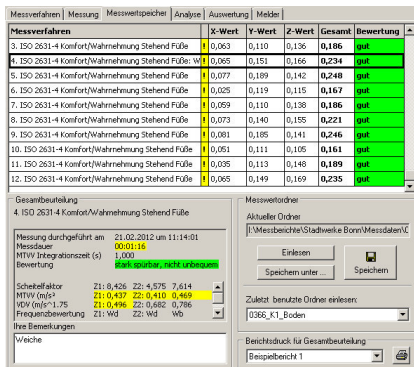 Messverfahren Messung Messwertspeicher Analyse Auswertung Melder
Messverfahren X-Wert Y-Wert Z-Wert Gesamt Bewertung
3. ISO 2631-4 Komfort/Wahrnehmung Stehend Füße ! 0,063 0,110 0,136 0,186 gut
4. ISO 2631-4 Komfort/Wahrnehmung Stehend Füße: W ! 0,065 0,151 0,166 0,234 gut
5. ISO 2631-4 Komfort/Wahrnehmung Stehend Füße ! 0,077 0,189 0,142 0,248 gut
6. ISO 2631-4 Komfort/Wahrnehmung Stehend Füße ! 0,025 0,119 0,115 0,167 gut
7. ISO 2631-4 Komfort/Wahrnehmung Stehend Füße ! 0,059 0,110 0,138 0,186 gut
8. ISO 2631-4 Komfort/Wahrnehmung Stehend Füße ! 0,073 0,140 0,155 0,221 gut
9. ISO 2631-4 Komfort/Wahrnehmung Stehend Füße ! 0,081 0,185 0,141 0,246 gut
10. ISO 2631-4 Komfort/Wahrnehmung Stehend Füße ! 0,051 0,111 0,105 0,161 gut
11. ISO 2631-4 Komfort/Wahrnehmung Stehend Füße ! 0,035 0,113 0,148 0,189 gut
12. ISO 2631-4 Komfort/Wahrnehmung Stehend Füße ! 0,065 0,149 0,169 0,235 gut
Gesamtbeurteilung
4. ISO 2631-4 Komfort/Wahrnehmung Stehend Füße
Messung durchgeführt am 21.02.2012 um 11:14:01
Messdauer 00:01:16
MTVV Integrationszeit (s) 1,000
Bewertung stark spürbar, nicht unbequem
Scheitelfaktor Z1: 8,426 Z2: 4,575 7,614
MTVV (m/s² Z1: 0,437 Z2: 0,410 0,469
VDV (m/s^1.75 Z1: 0,496 Z2: 0,682 0,786
Frequenzbewertung Z1: Wd Z2: Wd Wb
Ihre Bemerkungen
Weiche
Messwertordner
Aktueller Ordner
I:\Messberichte\Stadtwerke Bonn\Messdaten\0
Einlesen
Speichern unter ...
Speichern
Zuletzt benutzte Ordner einlesen:
0366_K1_Boden
Berichtsdruck für Gesamtbeurteilung
Beispielbericht 1